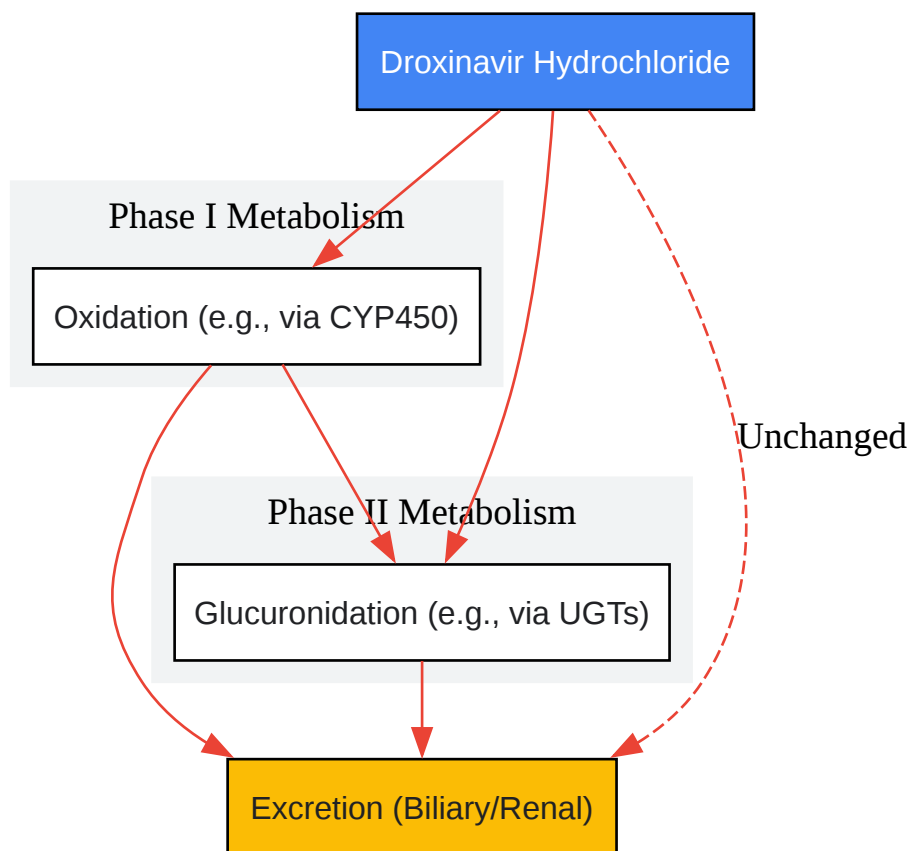 Droxinavir Hydrochloride
Phase I Metabolism
Oxidation (e.g., via CYP450)
Unchanged
Phase II Metabolism
Glucuronidation (e.g., via UGTs)
Excretion (Biliary/Renal)